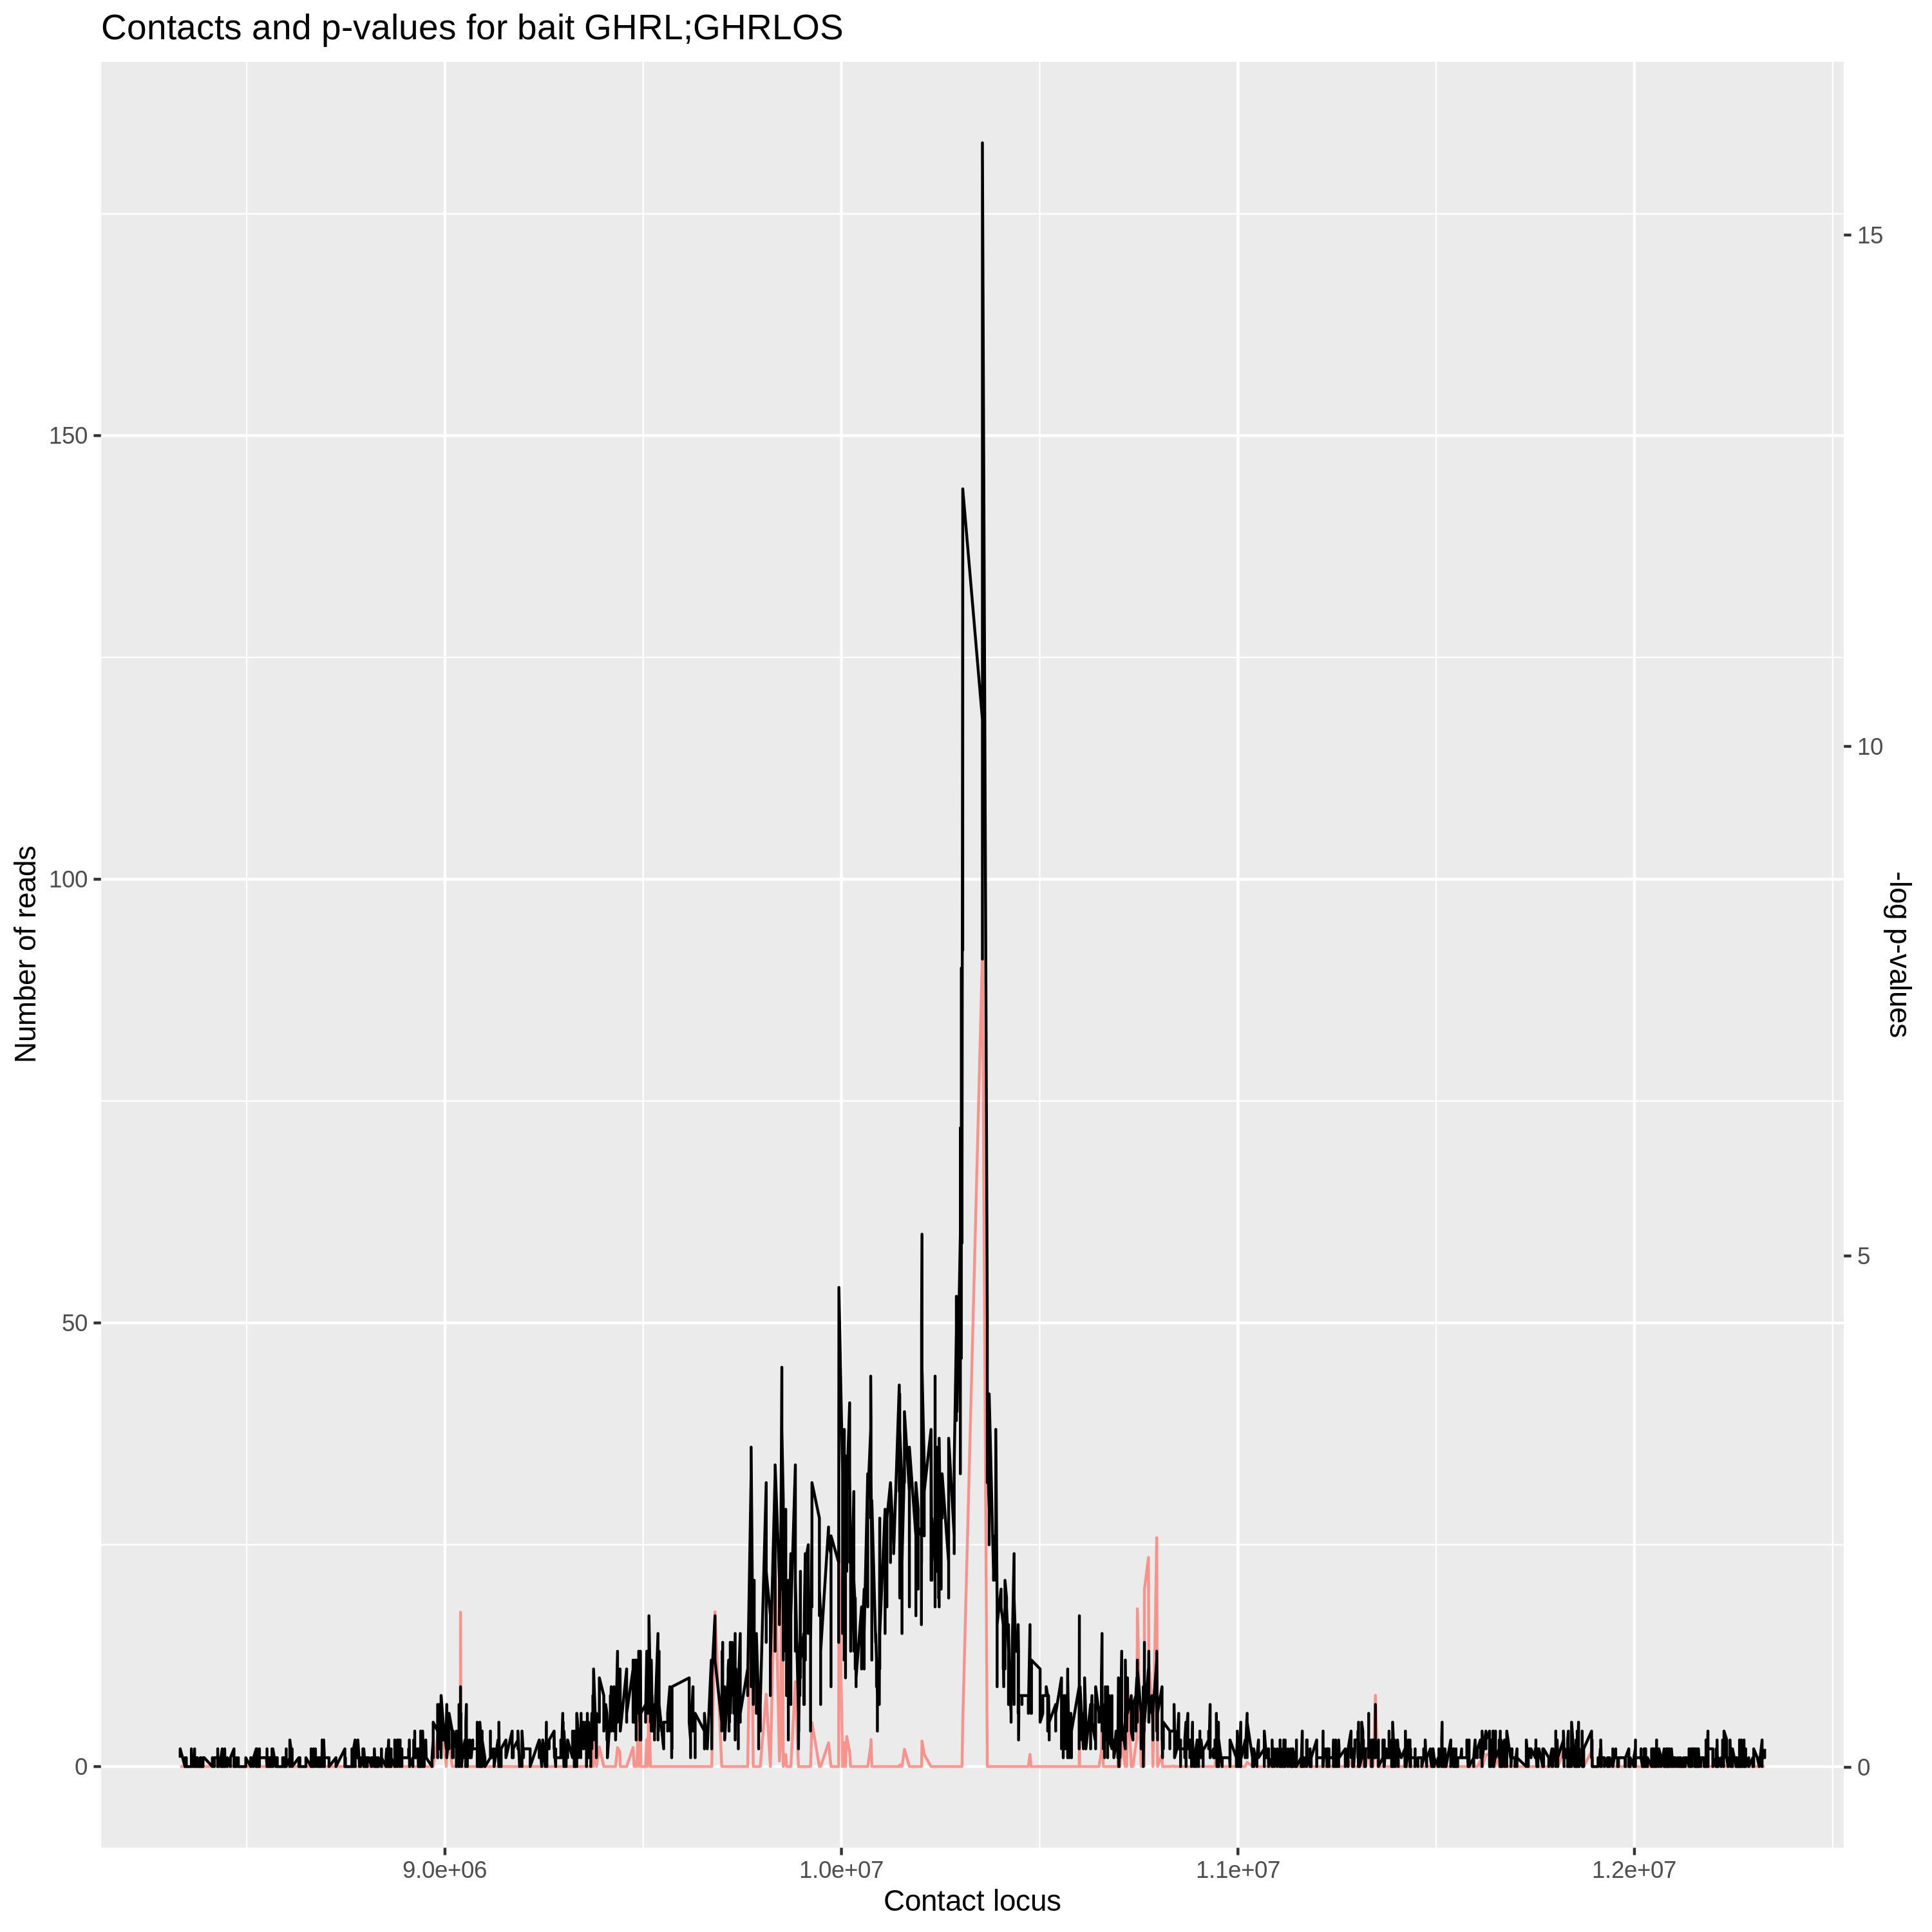 Contacts and p-values for bait GHRL;GHRLOS
Number of reads
150
100
50
0
15
10
5
0
-log p-values
9.0e+06
1.0e+07
1.1e+07
1.2e+07
Contact locus